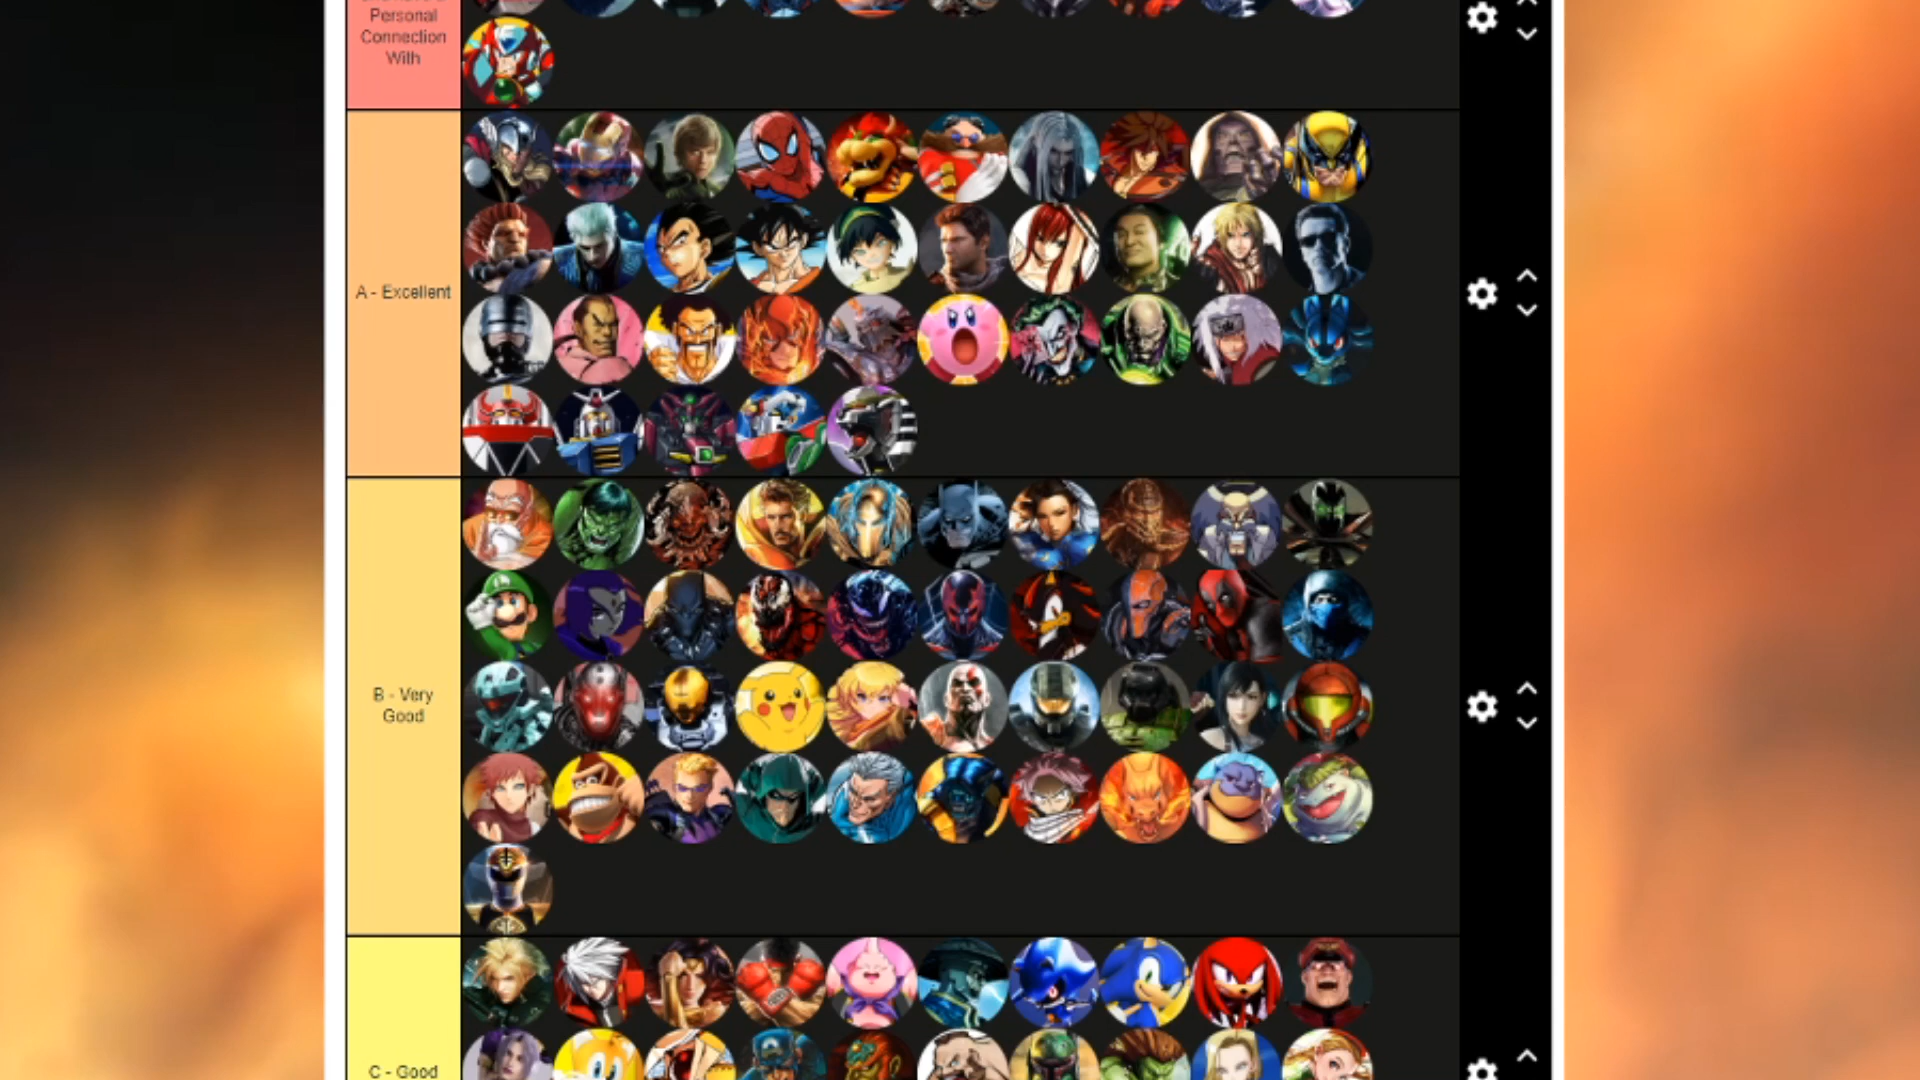 Personal
Connection
With
A - Excellent
B - Very
Good
C - Good